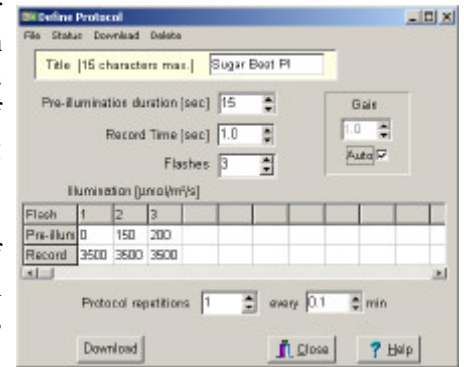 Define Protocol
File Status Download Delete
Title [15 characters max.] Sugar Beet Pl
Pre-illumination duration [sec] 15
Gain
Record Time [sec] 1.0
1.0
Auto
Flashes 3
Illumination [µmol/m²/s]
Flash 1 2 3
Pre-illum 0 150 200
Record 3500 3500 3500
Protocol repetitions 1 every 0.1 min
Download Close Help